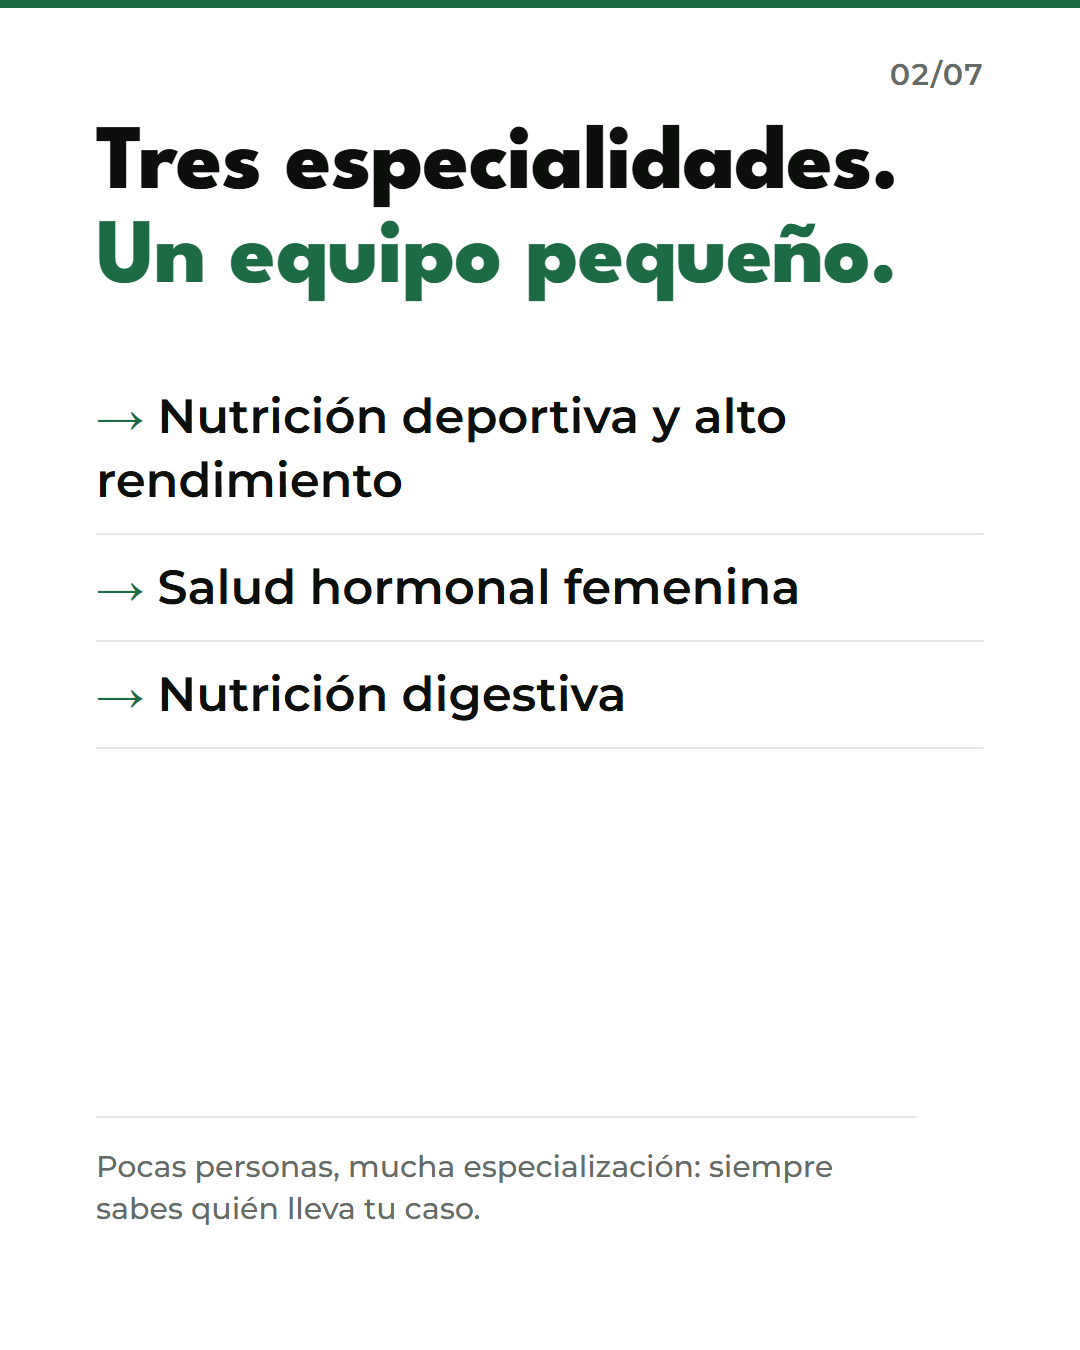 02/07
Tres especialidades.
Un equipo pequeño.
→ Nutrición deportiva y alto
rendimiento
→ Salud hormonal femenina
→ Nutrición digestiva
Pocas personas, mucha especialización: siempre
sabes quién lleva tu caso.